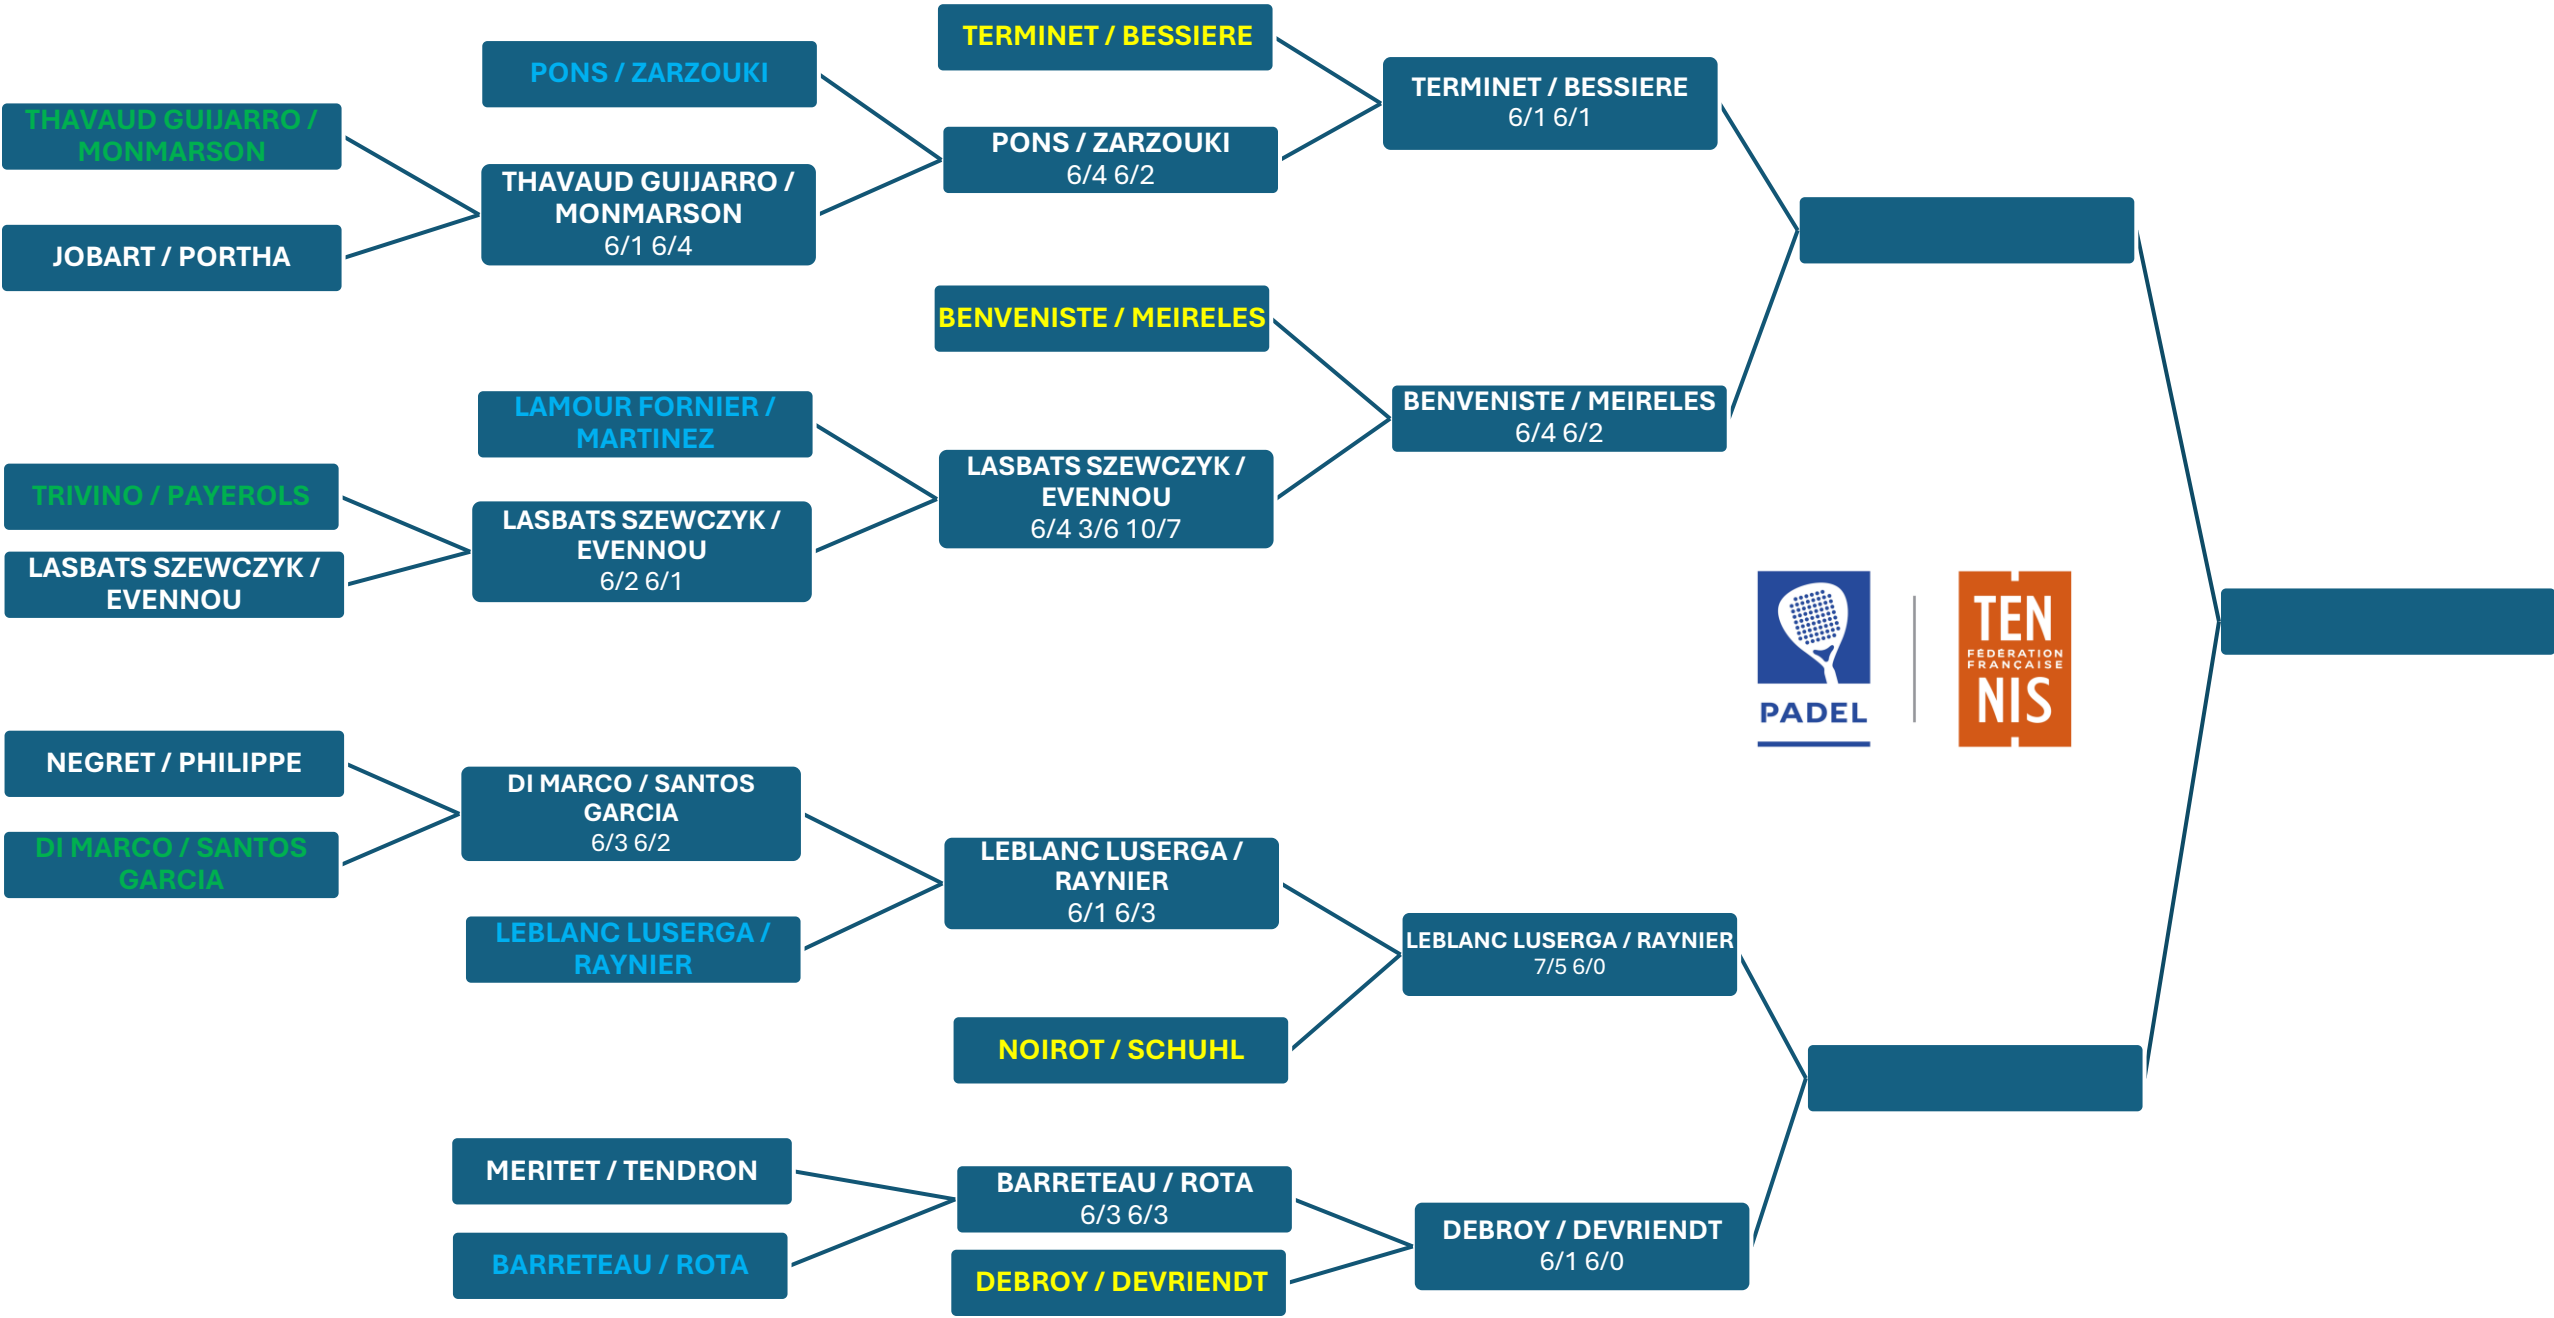 THAVAUD GUIJARRO /
MONMARSON
JOBART / PORTHA
TRIVINO / PAYEROLS
LASBATS SZEWCZYK /
EVENNOU
NEGRET / PHILIPPE
DI MARCO / SANTOS
GARCIA
PONS / ZARZOUKI
THAVAUD GUIJARRO /
MONMARSON
6/1 6/4
LAMOUR FORNIER /
MARTINEZ
LASBATS SZEWCZYK /
EVENNOU
6/2 6/1
DI MARCO / SANTOS
GARCIA
6/3 6/2
LEBLANC LUSERGA /
RAYNIER
MERITET / TENDRON
BARRETEAU / ROTA
TERMINET / BESSIERE
PONS / ZARZOUKI
6/4 6/2
BENVENISTE / MEIRELES
LASBATS SZEWCZYK /
EVENNOU
6/4 3/6 10/7
LEBLANC LUSERGA /
RAYNIER
6/1 6/3
NOIROT / SCHUHL
BARRETEAU / ROTA
6/3 6/3
DEBROY / DEVRIENDT
TERMINET / BESSIERE
6/1 6/1
BENVENISTE / MEIRELES
6/4 6/2
LEBLANC LUSERGA / RAYNIER
7/5 6/0
DEBROY / DEVRIENDT
6/1 6/0
PADEL
TEN
FÉDÉRATION
FRANÇAISE
NIS